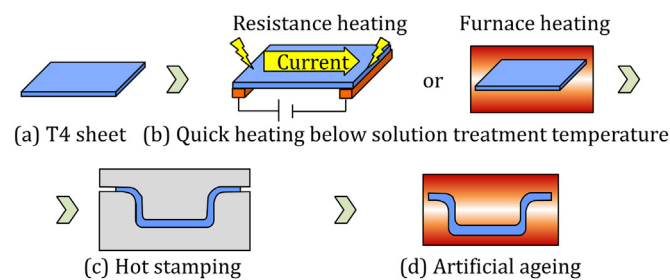 Resistance heating
Furnace heating
Current
or
(a) T4 sheet
(b) Quick heating below solution treatment temperature
(c) Hot stamping
(d) Artificial ageing